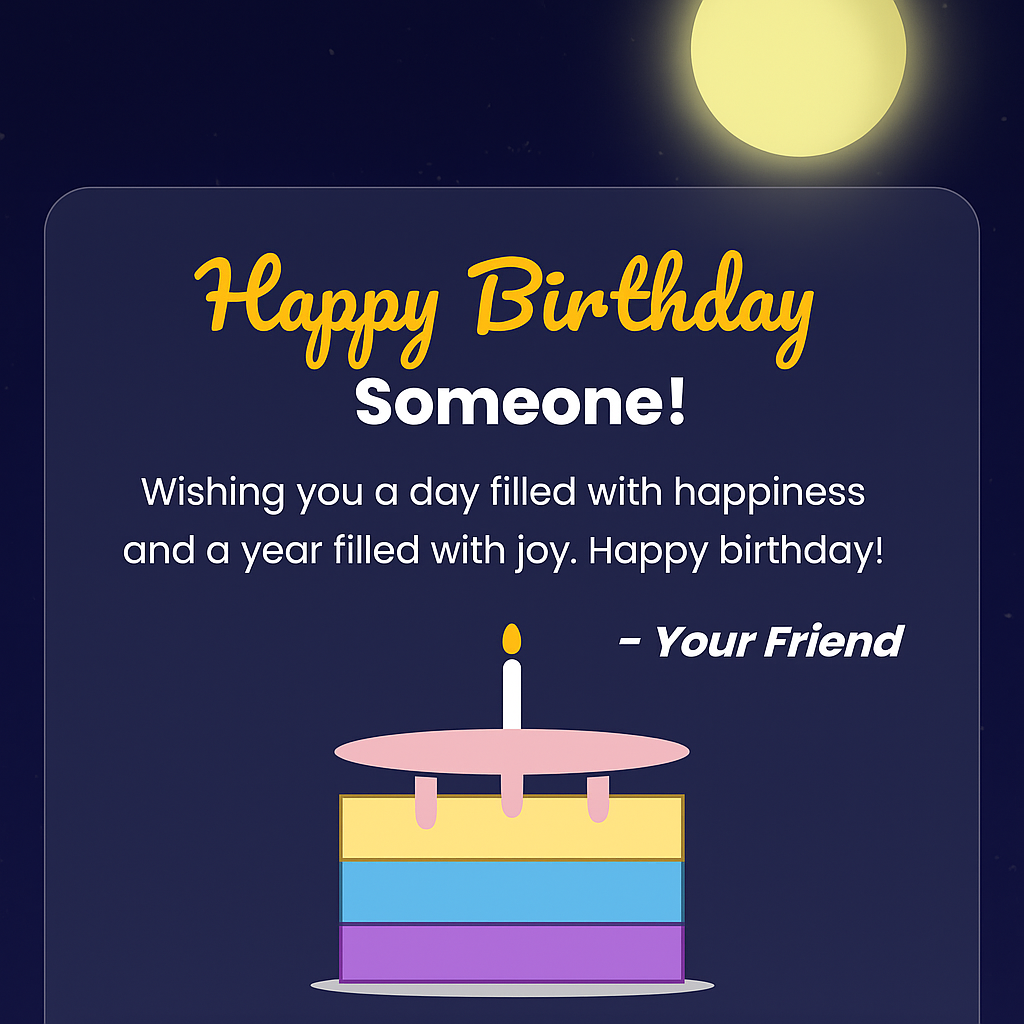 Happy Birthday
Someone!
Wishing you a day filled with happiness
and a year filled with joy. Happy birthday!
- Your Friend